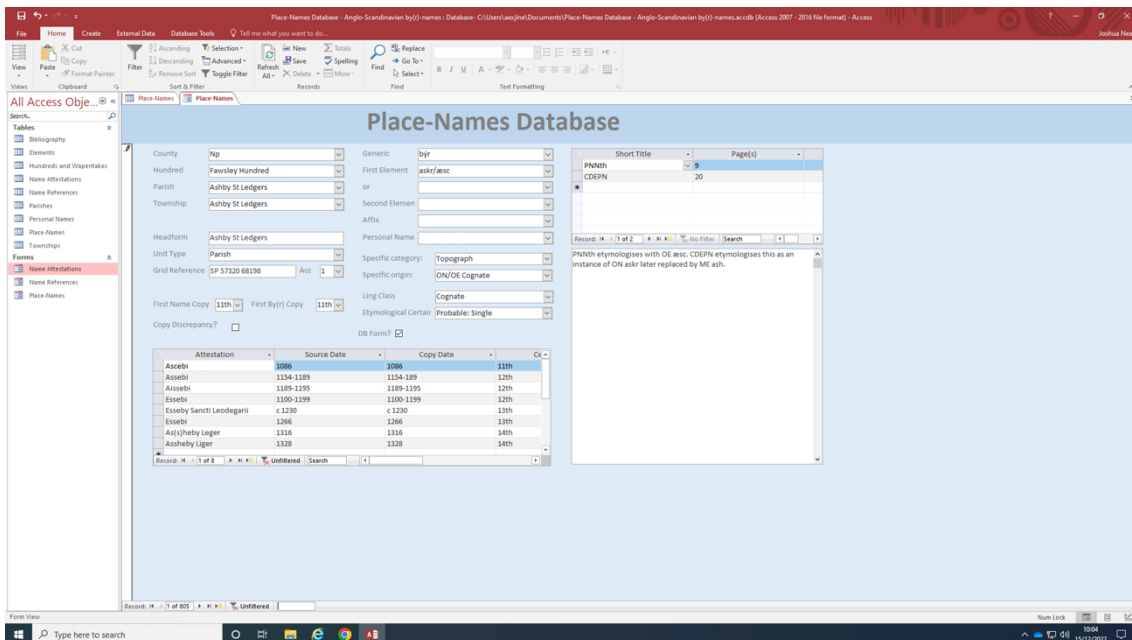 Place-Names Database - Anglo-Scandinavian by(r)-names : Database- C:\Users\aexjlne\Documents\Place-Names Database - Anglo-Scandinavian by(r)-names.accdb (Access 2007 - 2016 file format) - Access
File Home Create External Data Database Tools Tell me what you want to do...
View Paste Cut Copy Format Painter
Filter Ascending Descending Remove Sort Selection Advanced Toggle Filter
Refresh All New Save Delete Totals Spelling More
Find Replace Go To Select
Views Clipboard Sort & Filter Records Find Text Formatting
All Access Obje...
Search..
Tables
Bibliography
Elements
Hundreds and Wapentakes
Name Attestations
Name References
Parishes
Personal Names
Place-Names
Townships
Forms
Name Attestations
Name References
Place-Names
Place-Names Place-Names
Place-Names Database
County Np
Hundred Fawsley Hundred
Parish Ashby St Ledgers
Township Ashby St Ledgers
Headform Ashby St Ledgers
Unit Type Parish
Grid Reference SP 57320 68198 Acc 1
First Name Copy 11th First By(r) Copy 11th
Copy Discrepancy?
Generic býr
First Element askr/æsc
or
Second Elemen
Affix
Personal Name
Specific category: Topograph
Specific origin: ON/OE Cognate
Ling Class Cognate
Etymological Certair Probable: Single
DB Form?
Attestation Source Date Copy Date
Ascebi 1086 1086 11th
Assebi 1154-1189 1154-189 12th
Aissebi 1189-1195 1189-1195 12th
Essebi 1100-1199 1100-1199 12th
Esseby Sancti Leodegarii c 1230 c 1230 13th
Essebi 1266 1266 13th
As(s)heby Leger 1316 1316 14th
Assheby Liger 1328 1328 14th
Record: 1 of 8 Unfiltered Search
Short Title Page(s)
PNNth 9
CDEPN 20
Record: 1 of 2 No Filter Search
PNNth etymologises with OE æsc. CDEPN etymologises this as an
instance of ON askr later replaced by ME ash.
Record: 1 of 805 Unfiltered
Form View Num Lock
Type here to search
10:04
15/12/2022